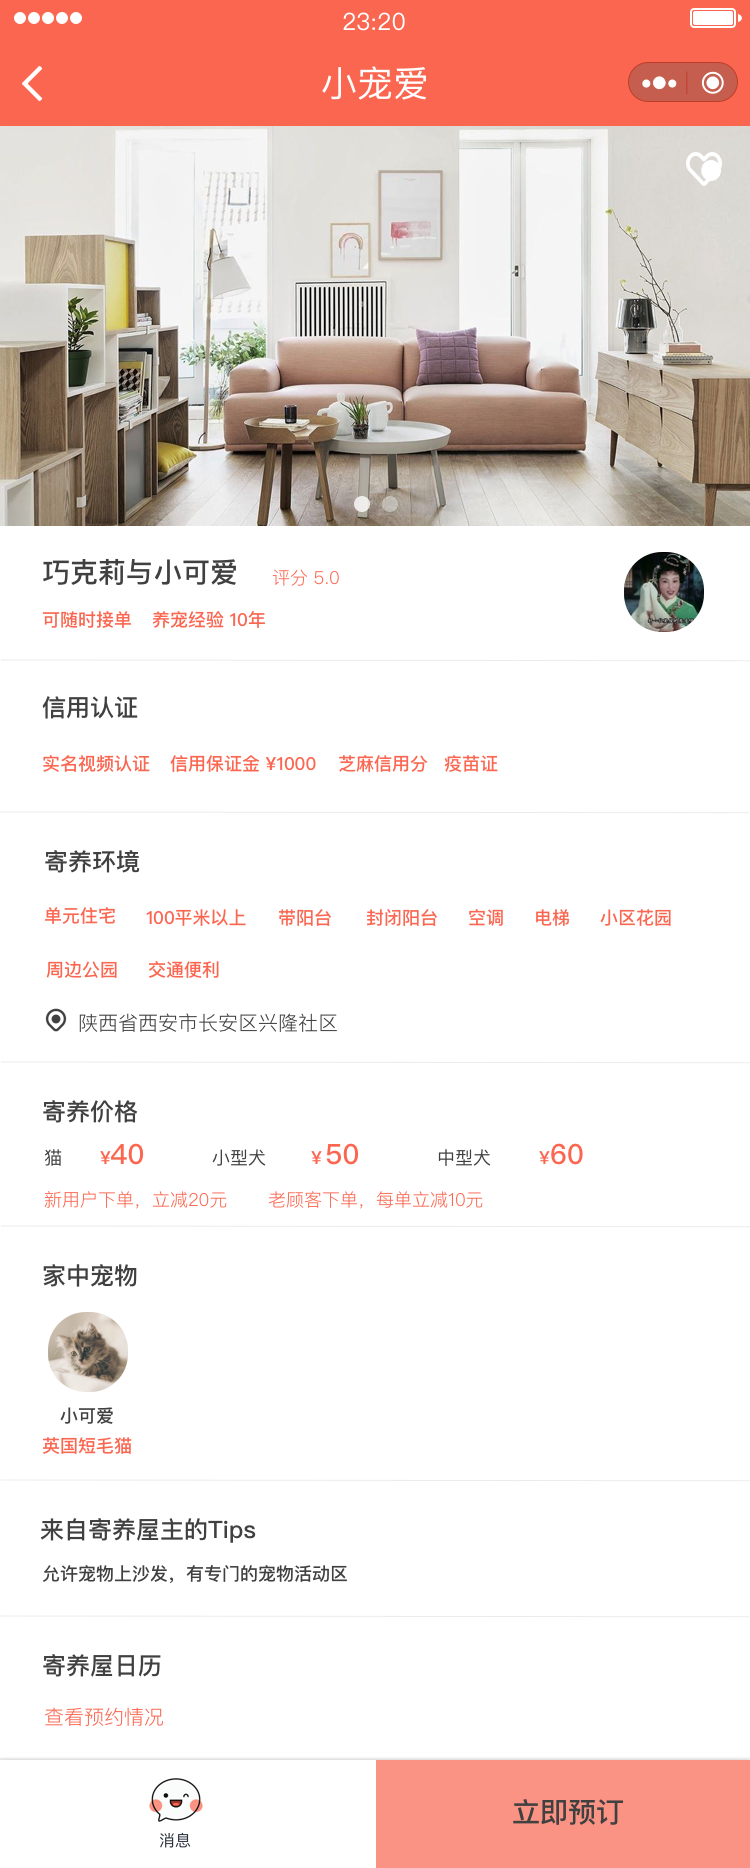 23:20
小宠爱
巧克莉与小可爱 评分 5.0
可随时接单 养宠经验 10年
信用认证
实名视频认证 信用保证金 ¥1000 芝麻信用分 疫苗证
寄养环境
单元住宅 100平米以上 带阳台 封闭阳台 空调 电梯 小区花园
周边公园 交通便利
陕西省西安市长安区兴隆社区
寄养价格
猫 ¥40 小型犬 ¥50 中型犬 ¥60
新用户下单，立减20元 老顾客下单，每单立减10元
家中宠物
小可爱
英国短毛猫
来自寄养屋主的Tips
允许宠物上沙发，有专门的宠物活动区
寄养屋日历
查看预约情况
消息
立即预订